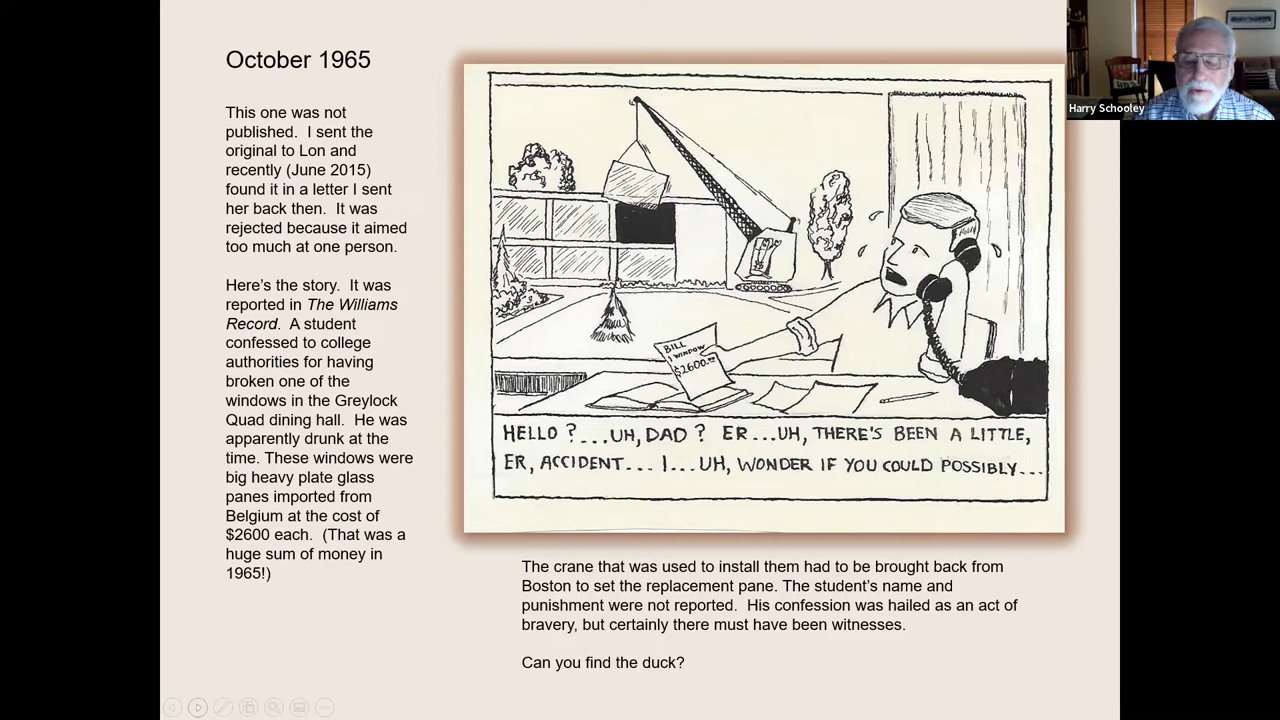 October 1965
This one was not
published.  I sent the
original to Lon and
recently (June 2015)
found it in a letter I sent
her back then.  It was
rejected because it aimed
too much at one person.
Here's the story.  It was
reported in The Williams
Record.  A student
confessed to college
authorities for having
broken one of the
windows in the Greylock
Quad dining hall.  He was
apparently drunk at the
time. These windows were
big heavy plate glass
panes imported from
Belgium at the cost of
$2600 each.  (That was a
huge sum of money in
1965!)
BILL
1 WINDOW
$2600.00
HELLO ?...UH, DAD ?  ER...UH, THERE'S BEEN A LITTLE,
ER, ACCIDENT... I...UH, WONDER IF YOU COULD POSSIBLY...
The crane that was used to install them had to be brought back from
Boston to set the replacement pane. The student's name and
punishment were not reported.  His confession was hailed as an act of
bravery, but certainly there must have been witnesses.
Can you find the duck?
Harry Schooley